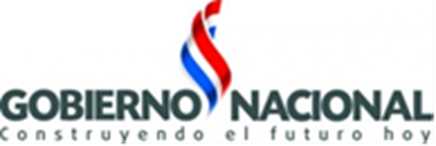 GOBIERNO NACIONAL
Construyendo el futuro hoy